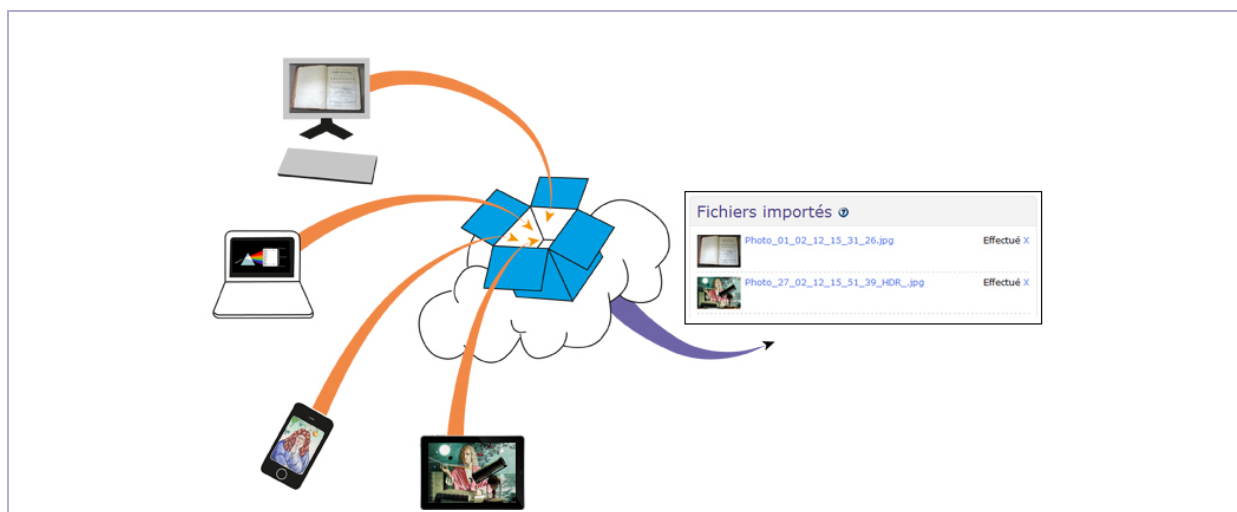 Fichiers importés ?
Photo_01_02_12_15_31_26.jpg Effectué X
Photo_27_02_12_15_51_39_HDR_.jpg Effectué X